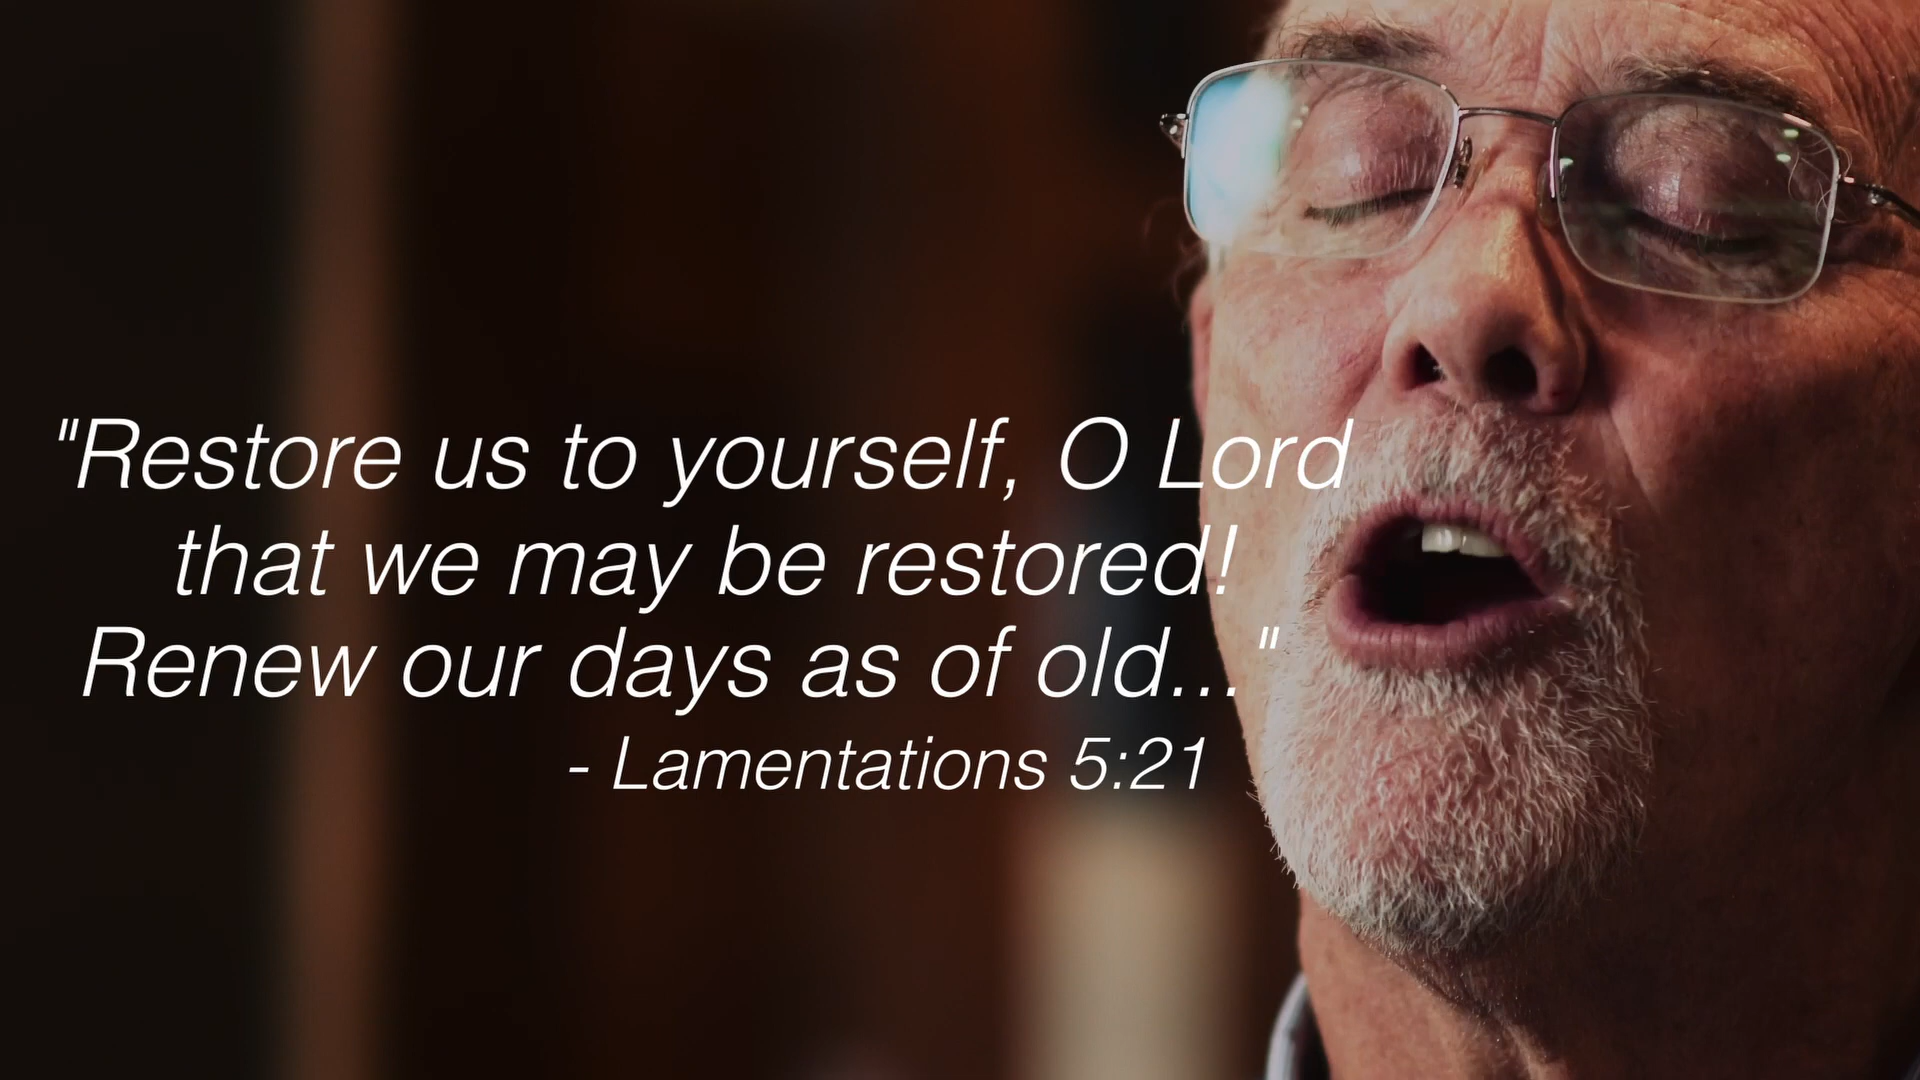 "Restore us to yourself, O Lord
that we may be restored!
Renew our days as of old..."
- Lamentations 5:21